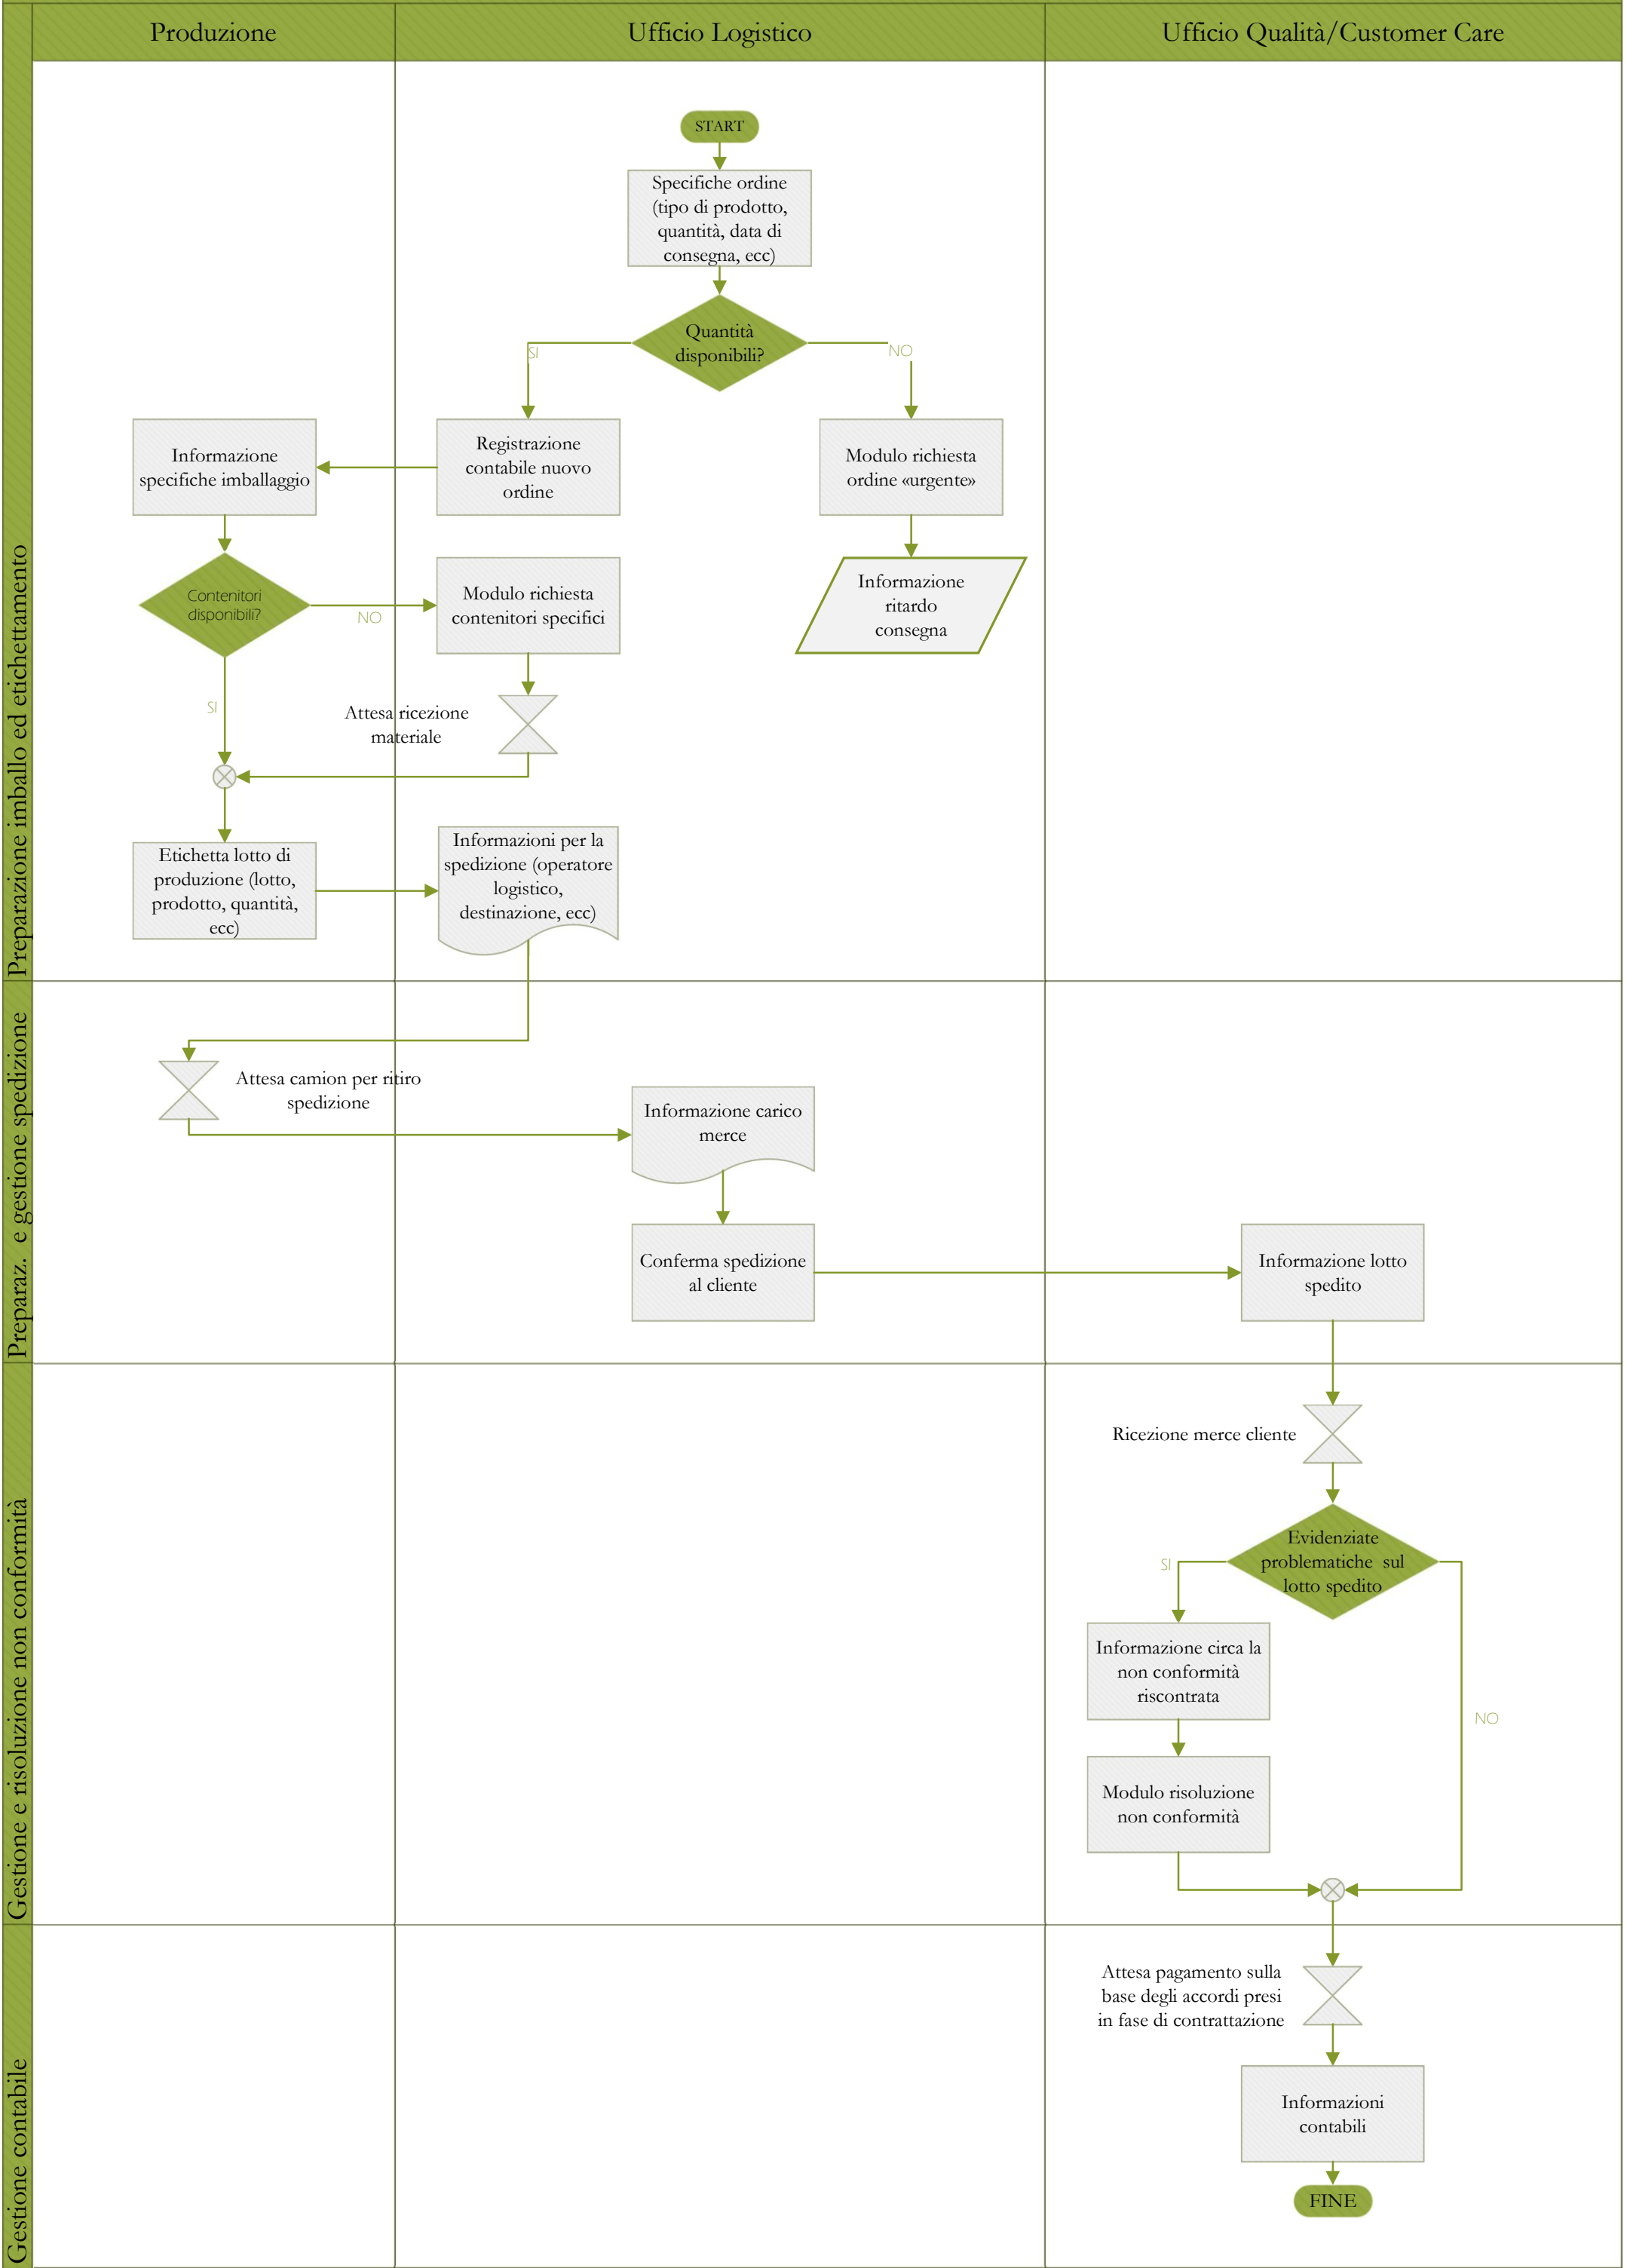 Produzione
Ufficio Logistico
Ufficio Qualità/Customer Care
Preparazione imballo ed etichettamento
START
Specifiche ordine
(tipo di prodotto,
quantità, data di
consegna, ecc)
Quantità
disponibili?
SI
NO
Informazione
specifiche imballaggio
Registrazione
contabile nuovo
ordine
Modulo richiesta
ordine «urgente»
Contenitori
disponibili?
NO
Modulo richiesta
contenitori specifici
Informazione
ritardo
consegna
SI
Attesa ricezione
materiale
Etichetta lotto di
produzione (lotto,
prodotto, quantità,
ecc)
Informazioni per la
spedizione (operatore
logistico,
destinazione, ecc)
Preparaz. e gestione spedizione
Attesa camion per ritiro
spedizione
Informazione carico
merce
Conferma spedizione
al cliente
Informazione lotto
spedito
Gestione e risoluzione non conformità
Ricezione merce cliente
Evidenziate
problematiche sul
lotto spedito
SI
Informazione circa la
non conformità
riscontrata
NO
Modulo risoluzione
non conformità
Gestione contabile
Attesa pagamento sulla
base degli accordi presi
in fase di contrattazione
Informazioni
contabili
FINE